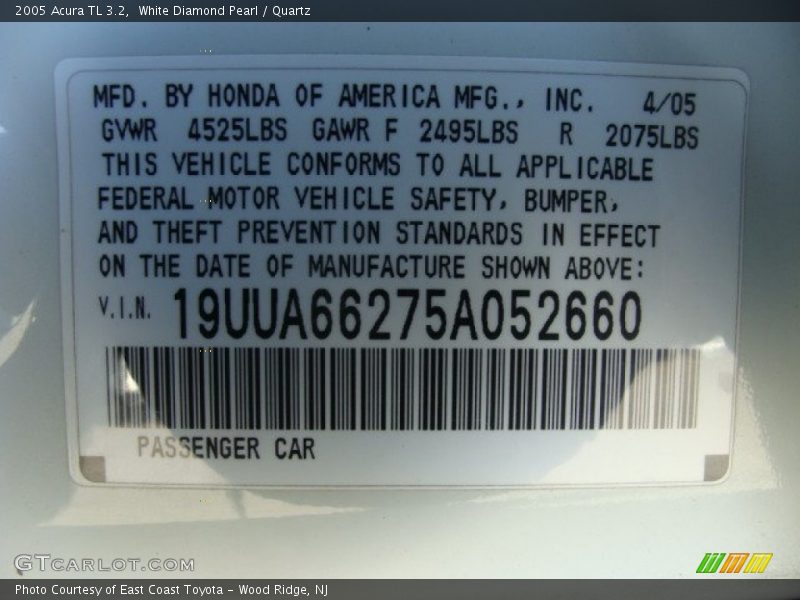 2005 Acura TL 3.2,  White Diamond Pearl / Quartz
MFD. BY HONDA OF AMERICA MFG., INC. 4/05
GVWR 4525LBS GAWR F 2495LBS R 2075LBS
THIS VEHICLE CONFORMS TO ALL APPLICABLE
FEDERAL MOTOR VEHICLE SAFETY, BUMPER,
AND THEFT PREVENTION STANDARDS IN EFFECT
ON THE DATE OF MANUFACTURE SHOWN ABOVE:
V.I.N. 19UUA66275A052660
PASSENGER CAR
GTCARLOT.COM
Photo Courtesy of East Coast Toyota - Wood Ridge, NJ